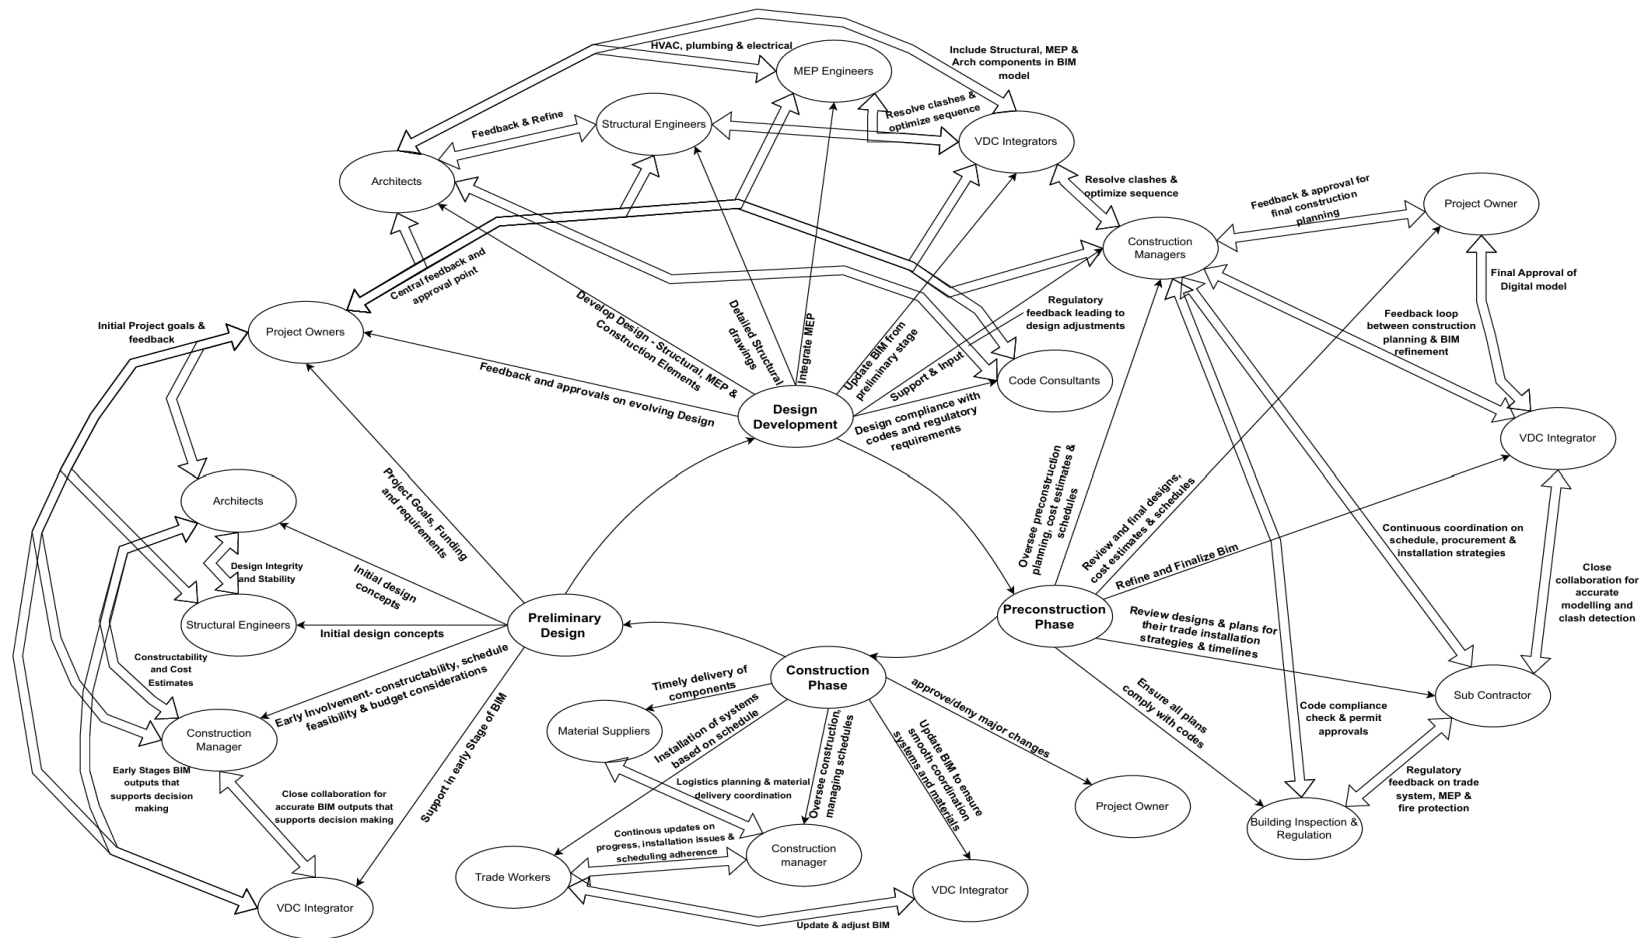 HVAC, plumbing & electrical
MEP Engineers
Include Structural, MEP &
Arch components in BIM
model
Feedback & Refine
Structural Engineers
Resolve clashes &
optimize sequence
VDC Integrators
Architects
Resolve clashes &
optimize sequence
Feedback & approval for
final construction
planning
Project Owner
Construction
Managers
Central feedback and
approval point
Final Approval of
Digital model
Initial Project goals &
feedback
Project Owners
Develop Design - Structural, MEP &
Construction Elements
Detailed Structural
drawings
Integrate MEP
Update BIM from
preliminary stage
Regulatory
feedback leading to
design adjustments
Feedback loop
between construction
planning & BIM
refinement
Support & Input
Code Consultants
Feedback and approvals on evolving Design
Design
Development
Design compliance with
codes and regulatory
requirements
VDC Integrator
Architects
Project Goals, Funding
and requirements
Oversee preconstruction
planning, cost estimates &
schedules
Review and final designs,
cost estimates & schedules
Refine and Finalize Bim
Continuous coordination on
schedule, procurement &
installation strategies
Design Integrity
and Stability
Initial design
concepts
Close
collaboration for
accurate
modelling and
clash detection
Structural Engineers
Initial design concepts
Preliminary
Design
Preconstruction
Phase
Review designs & plans for
their trade installation
strategies & timelines
Constructability
and Cost
Estimates
Early Involvement- constructability, schedule
feasibility & budget considerations
Construction
Phase
Timely delivery of
components
approve/deny major changes
Ensure all plans
comply with codes
Sub Contractor
Code compliance
check & permit
approvals
Construction
Manager
Support in early Stage of BIM
Material Suppliers
Installation of systems
based on schedule
Oversee construction,
managing schedules
Update BIM to ensure
smooth coordination
systems and materials
Early Stages BIM
outputs that
supports decision
making
Close collaboration for
accurate BIM outputs that
supports decision making
Logistics planning & material
delivery coordination
Project Owner
Regulatory
feedback on trade
system, MEP &
fire protection
Building Inspection &
Regulation
Continous updates on
progress, installation issues &
scheduling adherence
Construction
manager
Trade Workers
VDC Integrator
VDC Integrator
Update & adjust BIM